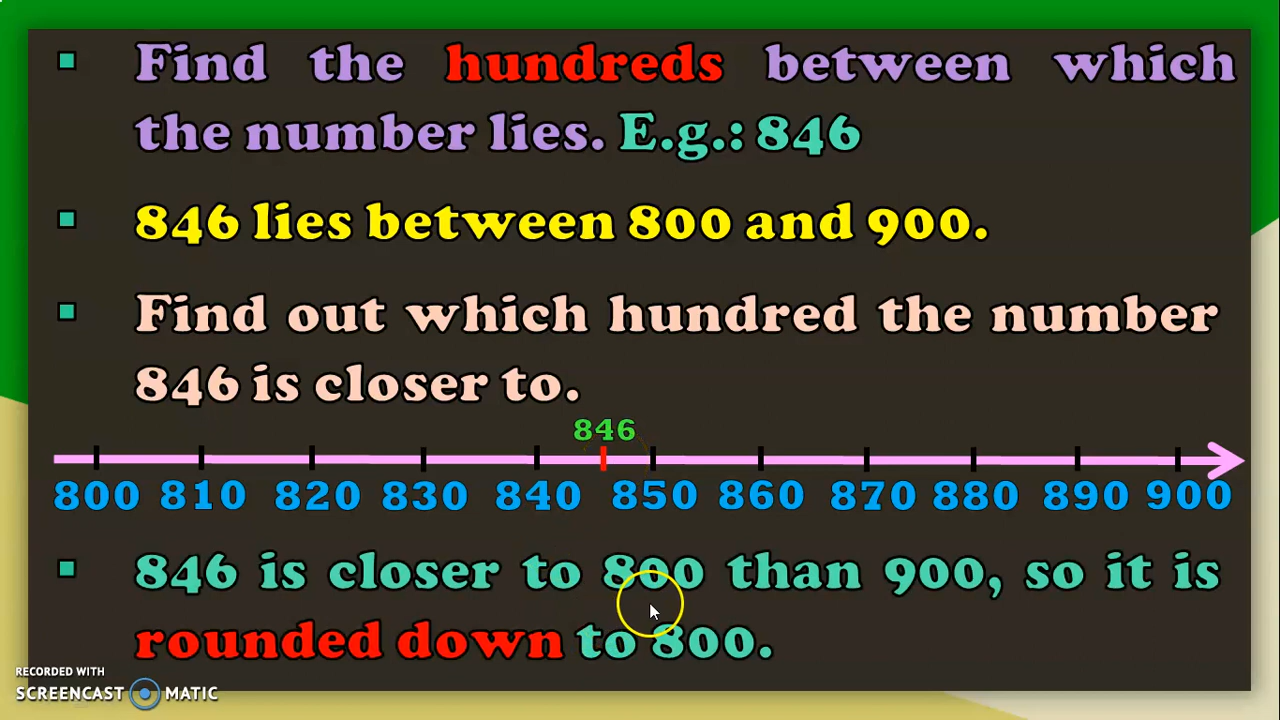 Find the hundreds between which
the number lies. E.g.: 846
846 lies between 800 and 900.
Find out which hundred the number
846 is closer to.
846
800 810 820 830 840 850 860 870 880 890 900
846 is closer to 800 than 900, so it is
rounded down to 800.
RECORDED WITH
SCREENCAST MATIC